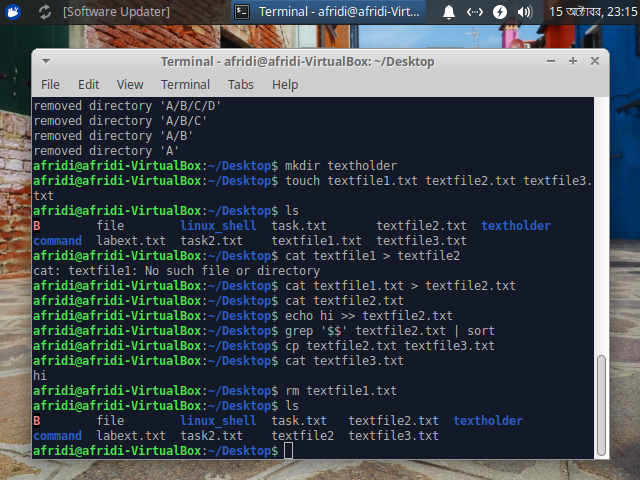 [Software Updater]
Terminal - afridi@afridi-Virt...
15 অক্টোবর, 23:15
Terminal - afridi@afridi-VirtualBox: ~/Desktop
File Edit View Terminal Tabs Help
removed directory 'A/B/C/D'
removed directory 'A/B/C'
removed directory 'A/B'
removed directory 'A'
afridi@afridi-VirtualBox:~/Desktop$ mkdir textholder
afridi@afridi-VirtualBox:~/Desktop$ touch textfile1.txt textfile2.txt textfile3.
txt
afridi@afridi-VirtualBox:~/Desktop$ ls
B file linux_shell task.txt textfile2.txt textholder
command labext.txt task2.txt textfile1.txt textfile3.txt
afridi@afridi-VirtualBox:~/Desktop$ cat textfile1 > textfile2
cat: textfile1: No such file or directory
afridi@afridi-VirtualBox:~/Desktop$ cat textfile1.txt > textfile2.txt
afridi@afridi-VirtualBox:~/Desktop$ cat textfile2.txt
afridi@afridi-VirtualBox:~/Desktop$ echo hi >> textfile2.txt
afridi@afridi-VirtualBox:~/Desktop$ grep '$$' textfile2.txt | sort
afridi@afridi-VirtualBox:~/Desktop$ cp textfile2.txt textfile3.txt
afridi@afridi-VirtualBox:~/Desktop$ cat textfile3.txt
hi
afridi@afridi-VirtualBox:~/Desktop$ rm textfile1.txt
afridi@afridi-VirtualBox:~/Desktop$ ls
B file linux_shell task.txt textfile2.txt textholder
command labext.txt task2.txt textfile2 textfile3.txt
afridi@afridi-VirtualBox:~/Desktop$